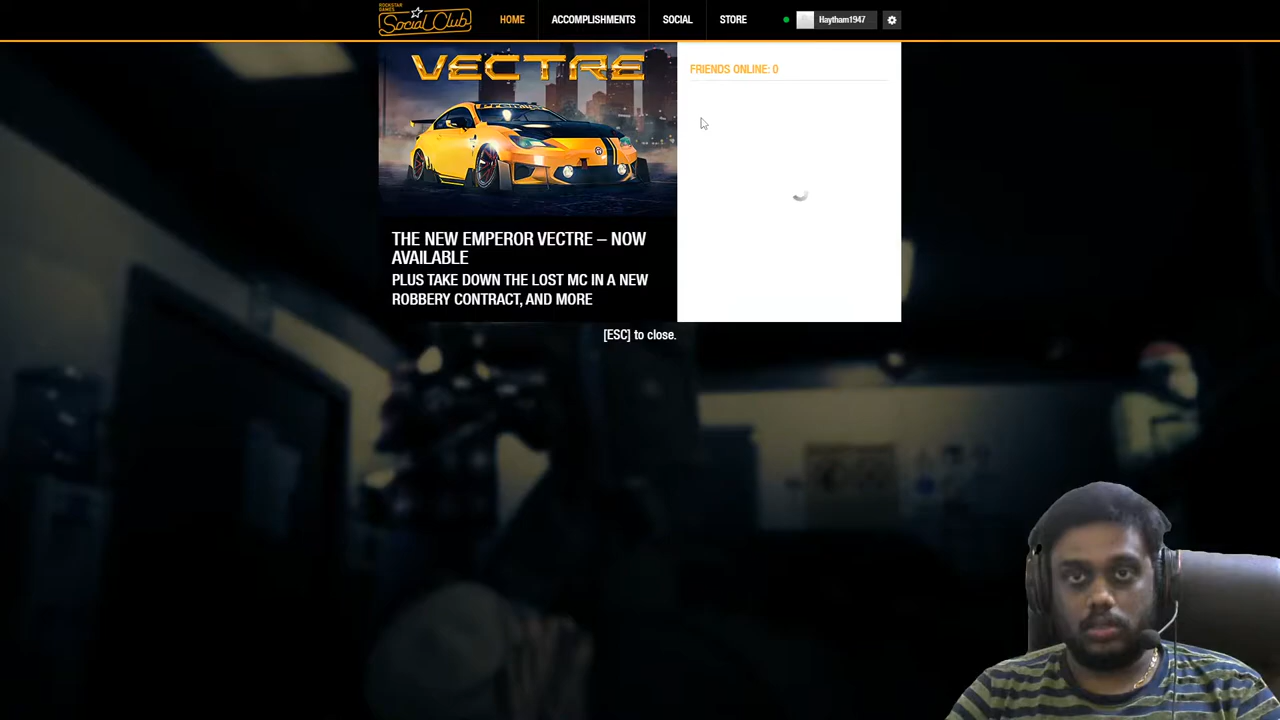 ROCKSTAR GAMES
Social Club
HOME
ACCOMPLISHMENTS
SOCIAL
STORE
Haytham1947
VECTRE
FRIENDS ONLINE: 0
THE NEW EMPEROR VECTRE – NOW
AVAILABLE
PLUS TAKE DOWN THE LOST MC IN A NEW
ROBBERY CONTRACT, AND MORE
[ESC] to close.